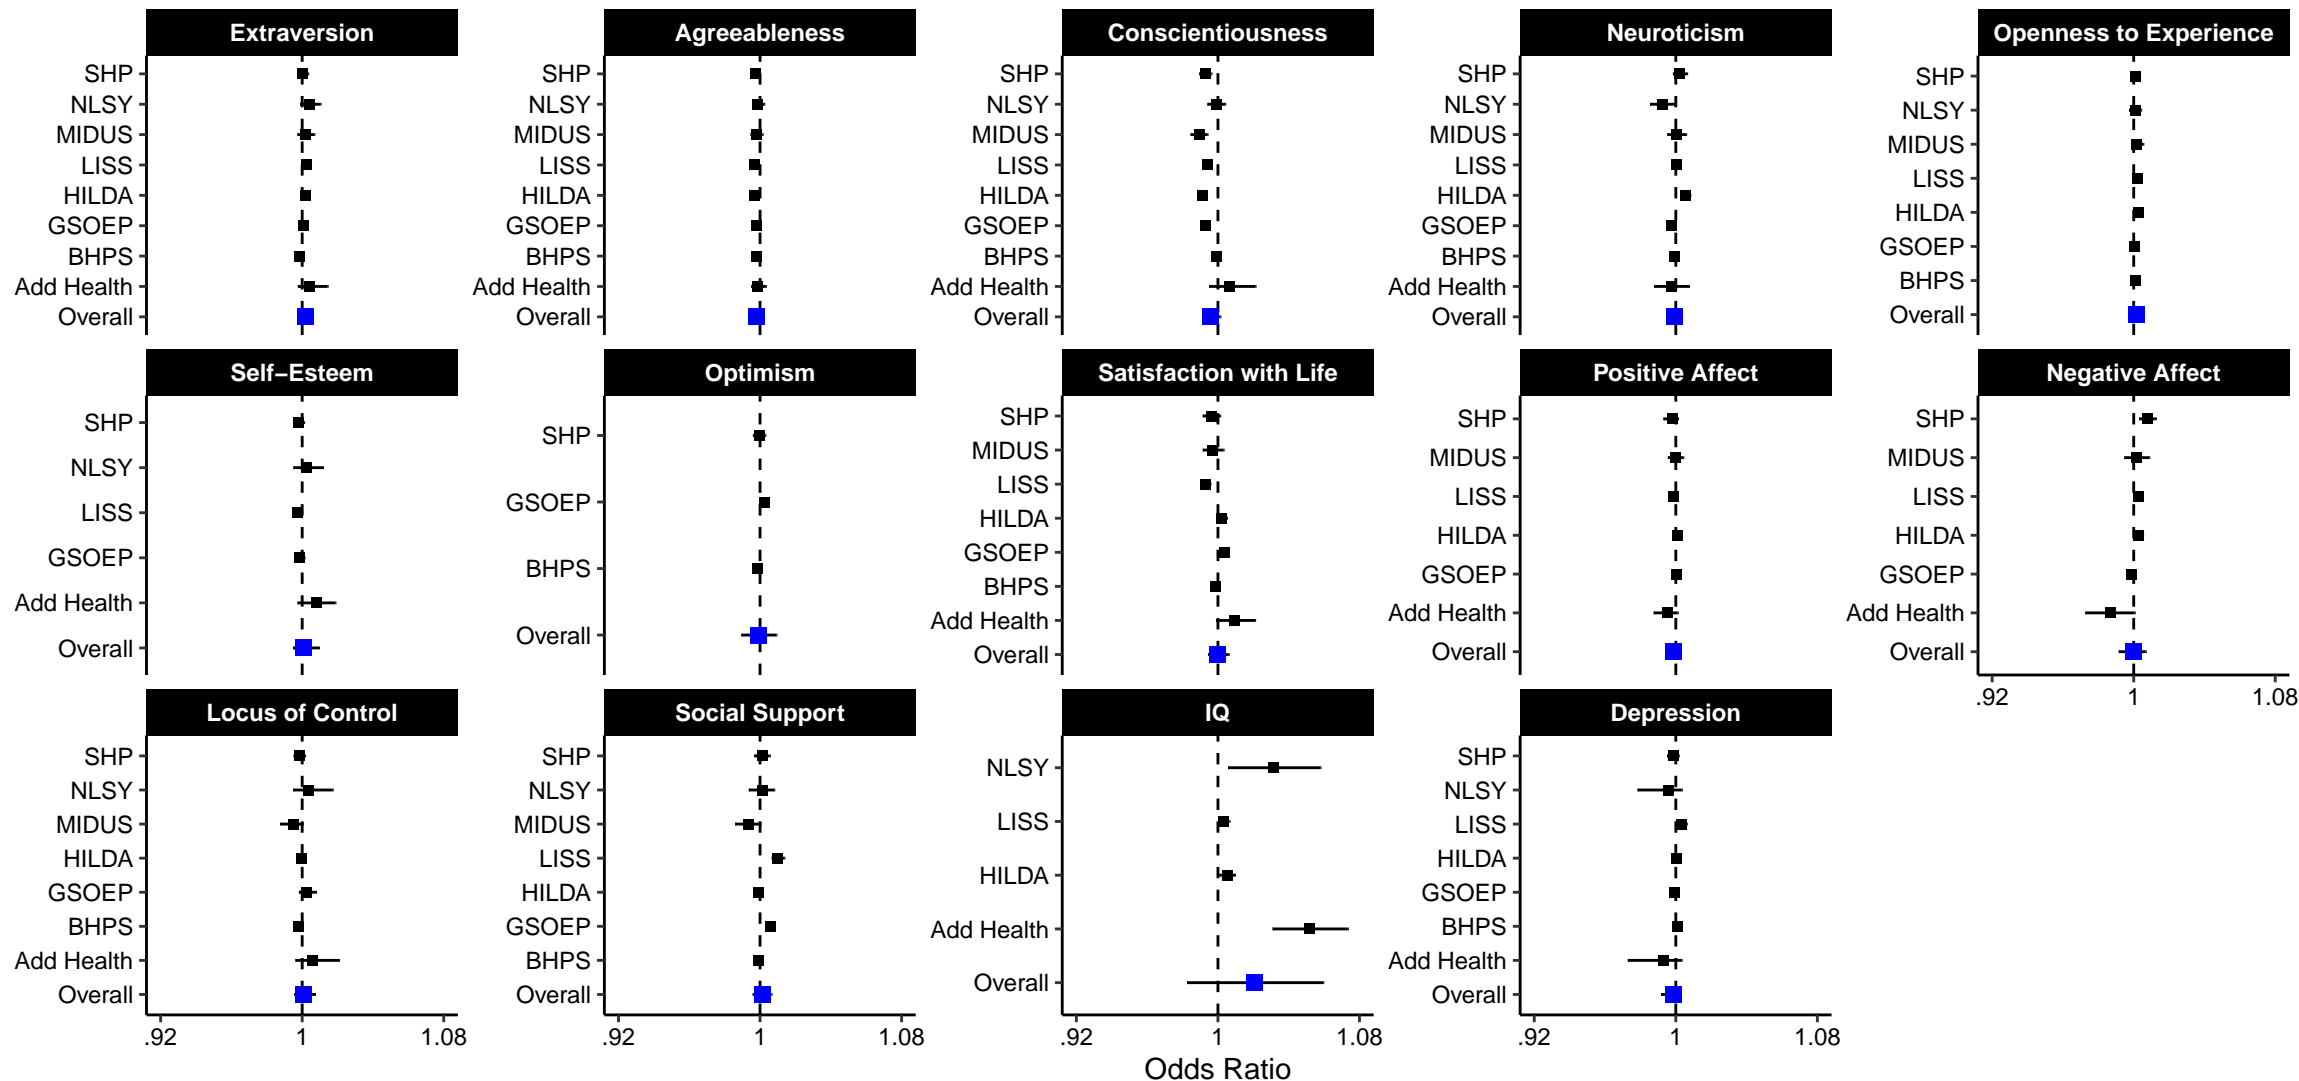 Extraversion
SHP
NLSY
MIDUS
LISS
HILDA
GSOEP
BHPS
Add Health
Overall
Agreeableness
SHP
NLSY
MIDUS
LISS
HILDA
GSOEP
BHPS
Add Health
Overall
Conscientiousness
SHP
NLSY
MIDUS
LISS
HILDA
GSOEP
BHPS
Add Health
Overall
Neuroticism
SHP
NLSY
MIDUS
LISS
HILDA
GSOEP
BHPS
Add Health
Overall
Openness to Experience
SHP
NLSY
MIDUS
LISS
HILDA
GSOEP
BHPS
Overall
Self−Esteem
SHP
NLSY
LISS
GSOEP
Add Health
Overall
Optimism
SHP
GSOEP
BHPS
Overall
Satisfaction with Life
SHP
MIDUS
LISS
HILDA
GSOEP
BHPS
Add Health
Overall
Positive Affect
SHP
MIDUS
LISS
HILDA
GSOEP
Add Health
Overall
Negative Affect
SHP
MIDUS
LISS
HILDA
GSOEP
Add Health
Overall
.92 1 1.08
Locus of Control
SHP
NLSY
MIDUS
HILDA
GSOEP
BHPS
Add Health
Overall
.92 1 1.08
Social Support
SHP
NLSY
MIDUS
LISS
HILDA
GSOEP
BHPS
Overall
.92 1 1.08
IQ
NLSY
LISS
HILDA
Add Health
Overall
.92 1 1.08
Depression
SHP
NLSY
LISS
HILDA
GSOEP
BHPS
Add Health
Overall
.92 1 1.08
Odds Ratio